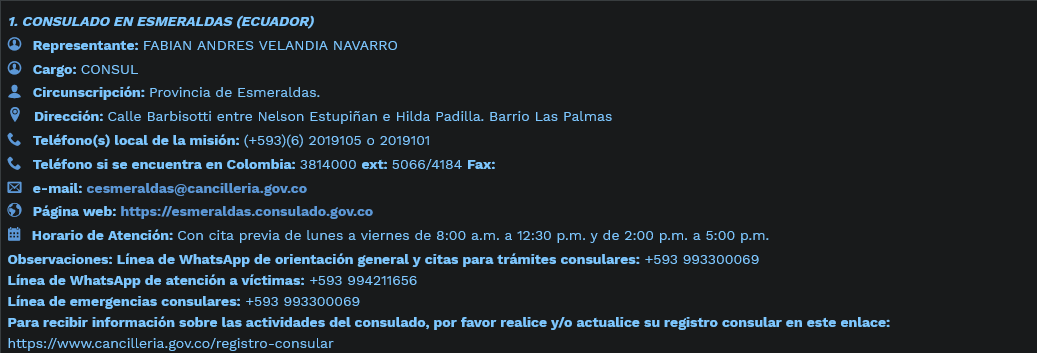 1. CONSULADO EN ESMERALDAS (ECUADOR)
Representante: FABIAN ANDRES VELANDIA NAVARRO
Cargo: CONSUL
Circunscripción: Provincia de Esmeraldas.
Dirección: Calle Barbisotti entre Nelson Estupiñan e Hilda Padilla. Barrio Las Palmas
Teléfono(s) local de la misión: (+593)(6) 2019105 o 2019101
Teléfono si se encuentra en Colombia: 3814000 ext: 5066/4184 Fax:
e-mail: cesmeraldas@cancilleria.gov.co
Página web: https://esmeraldas.consulado.gov.co
Horario de Atención: Con cita previa de lunes a viernes de 8:00 a.m. a 12:30 p.m. y de 2:00 p.m. a 5:00 p.m.
Observaciones: Línea de WhatsApp de orientación general y citas para trámites consulares: +593 993300069
Línea de WhatsApp de atención a víctimas: +593 994211656
Línea de emergencias consulares: +593 993300069
Para recibir información sobre las actividades del consulado, por favor realice y/o actualice su registro consular en este enlace:
https://www.cancilleria.gov.co/registro-consular